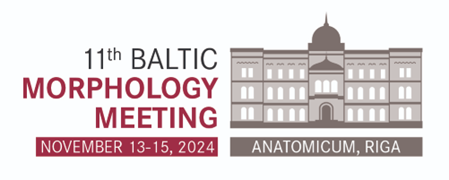 11th BALTIC
MORPHOLOGY
MEETING
NOVEMBER 13-15, 2024
ANATOMICUM, RIGA